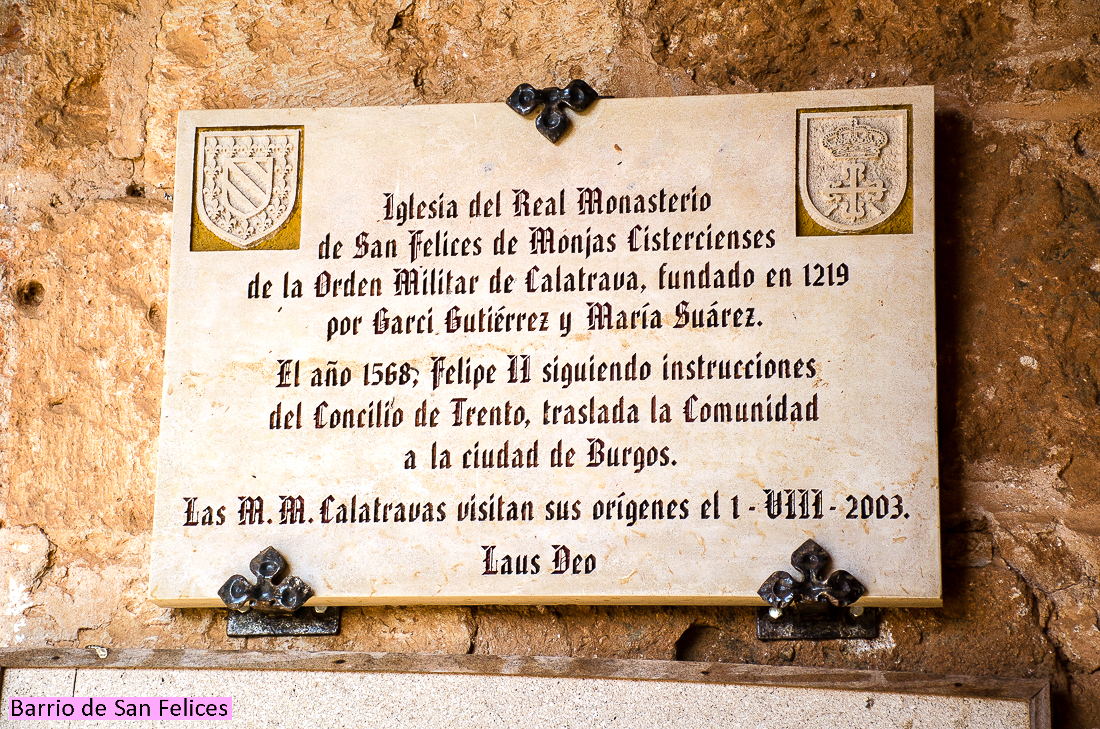 Iglesia del Real Monasterio
de San Felices de Monjas Cistercienses
de la Orden Militar de Calatrava, fundado en 1219
por Garci Gutiérrez y María Suárez.
El año 1568, Felipe II siguiendo instrucciones
del Concilio de Trento, traslada la Comunidad
a la ciudad de Burgos.
Las M.M. Calatravas visitan sus orígenes el 1-VIII-2003.
Laus Deo
Barrio de San Felices